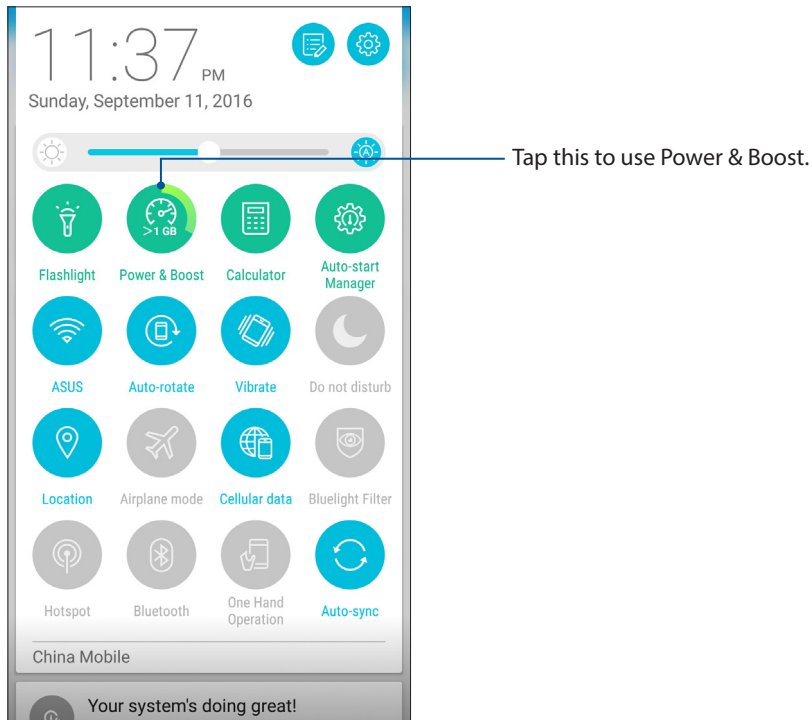 11:37 PM
Sunday, September 11, 2016
A
Tap this to use Power & Boost.
>1 GB
Flashlight Power & Boost Calculator Auto-start
Manager
ASUS Auto-rotate Vibrate Do not disturb
Location Airplane mode Cellular data Bluelight Filter
Hotspot Bluetooth One Hand
Operation Auto-sync
China Mobile
Your system's doing great!